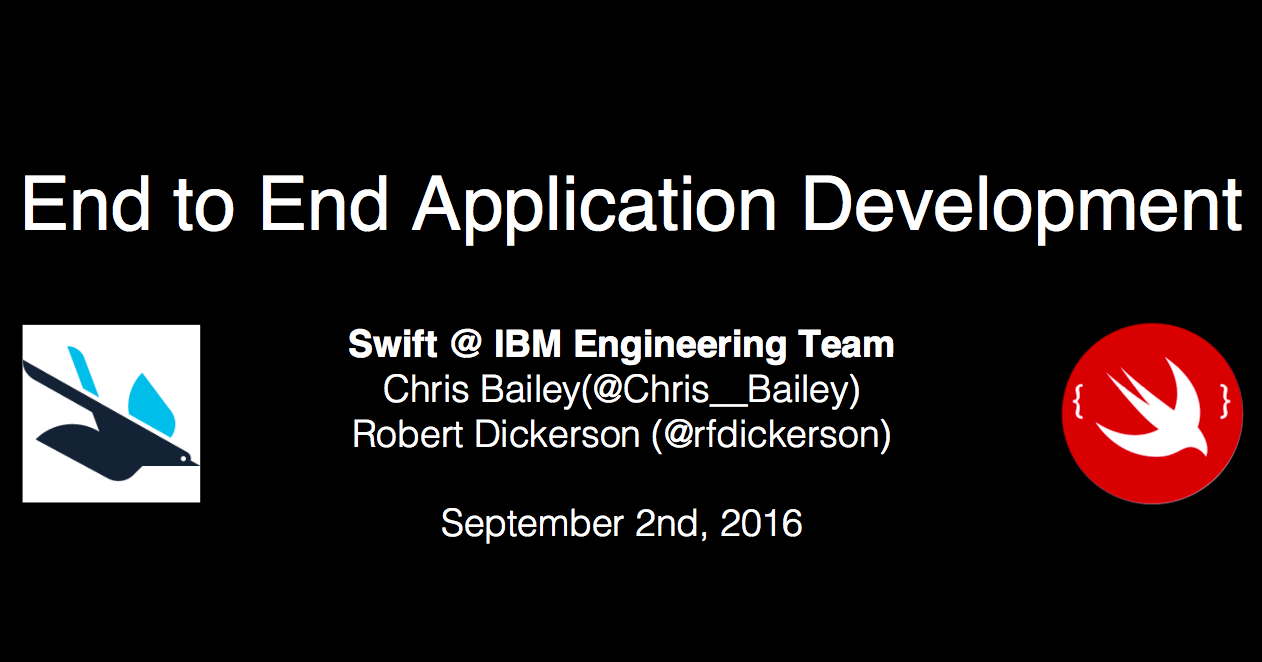 End to End Application Development
Swift @ IBM Engineering Team
Chris Bailey(@Chris__Bailey)
Robert Dickerson (@rfdickerson)
September 2nd, 2016
{ }